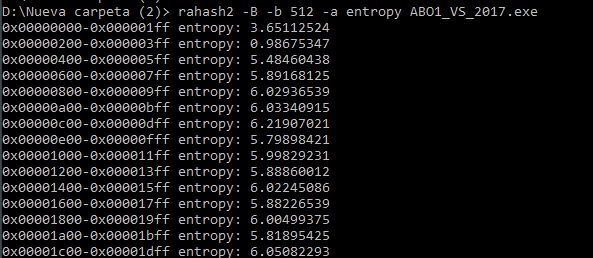 D:\Nueva carpeta (2)> rahash2 -B -b 512 -a entropy ABO1_VS_2017.exe
0x00000000-0x000001ff entropy: 3.65112524
0x00000200-0x000003ff entropy: 0.98675347
0x00000400-0x000005ff entropy: 5.48460438
0x00000600-0x000007ff entropy: 5.89168125
0x00000800-0x000009ff entropy: 6.02936539
0x00000a00-0x00000bff entropy: 6.03340915
0x00000c00-0x00000dff entropy: 6.21907021
0x00000e00-0x00000fff entropy: 5.79898421
0x00001000-0x000011ff entropy: 5.99829231
0x00001200-0x000013ff entropy: 5.88860012
0x00001400-0x000015ff entropy: 6.02245086
0x00001600-0x000017ff entropy: 5.88226539
0x00001800-0x000019ff entropy: 6.00499375
0x00001a00-0x00001bff entropy: 5.81895425
0x00001c00-0x00001dff entropy: 6.05082293